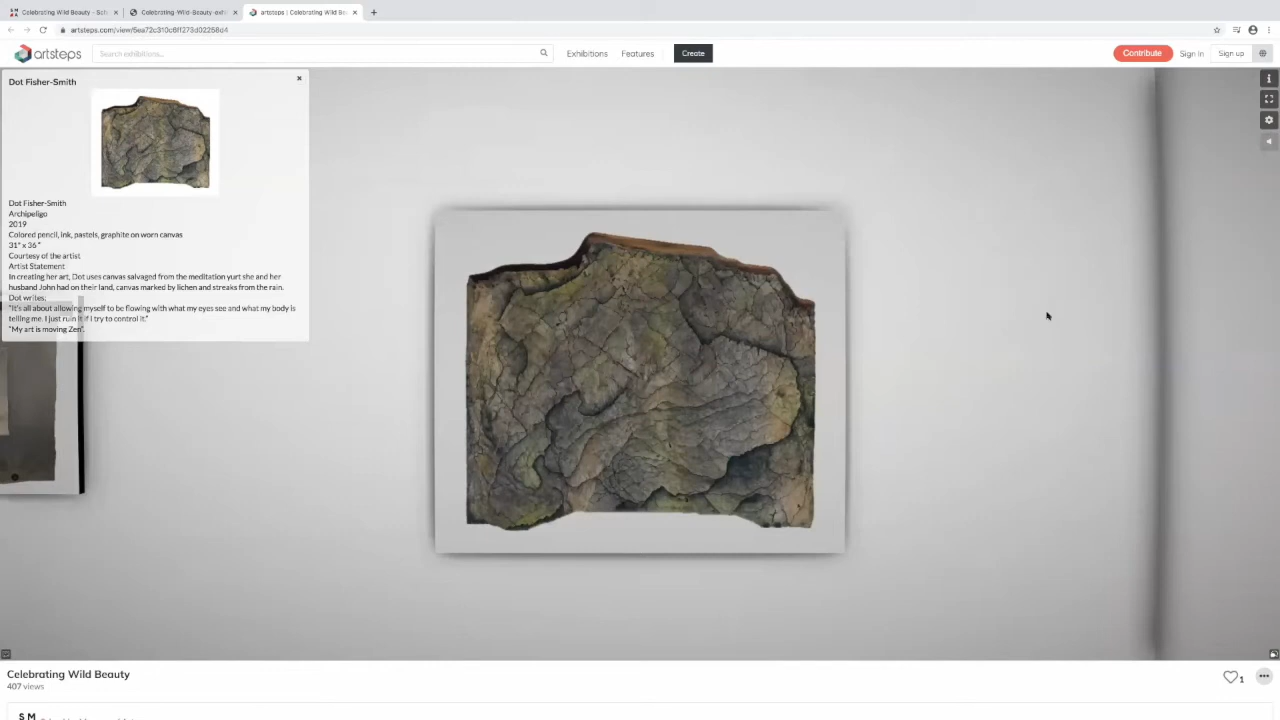 Celebrating Wild Beauty - Sch
Celebrating-Wild-Beauty-exh
artsteps | Celebrating Wild Be
artsteps.com/view/5ea72c310c6f1273d02258d4
artsteps
Search exhibitions...
Exhibitions
Features
Create
Contribute
Sign in
Sign up
Dot Fisher-Smith
Dot Fisher-Smith
Archipeligo
2019
Colored pencil, ink, pastels, graphite on worn canvas
31" x 36 "
Courtesy of the artist
Artist Statement
In creating her art, Dot uses canvas salvaged from the meditation yurt she and her
husband John had on their land, canvas marked by lichen and streaks from the rain.
Dot writes:
"It's all about allowing myself to be flowing with what my eyes see and what my body is
telling me. I just ruin it if I try to control it."
"My art is moving Zen".
Celebrating Wild Beauty
407 views
1
S M